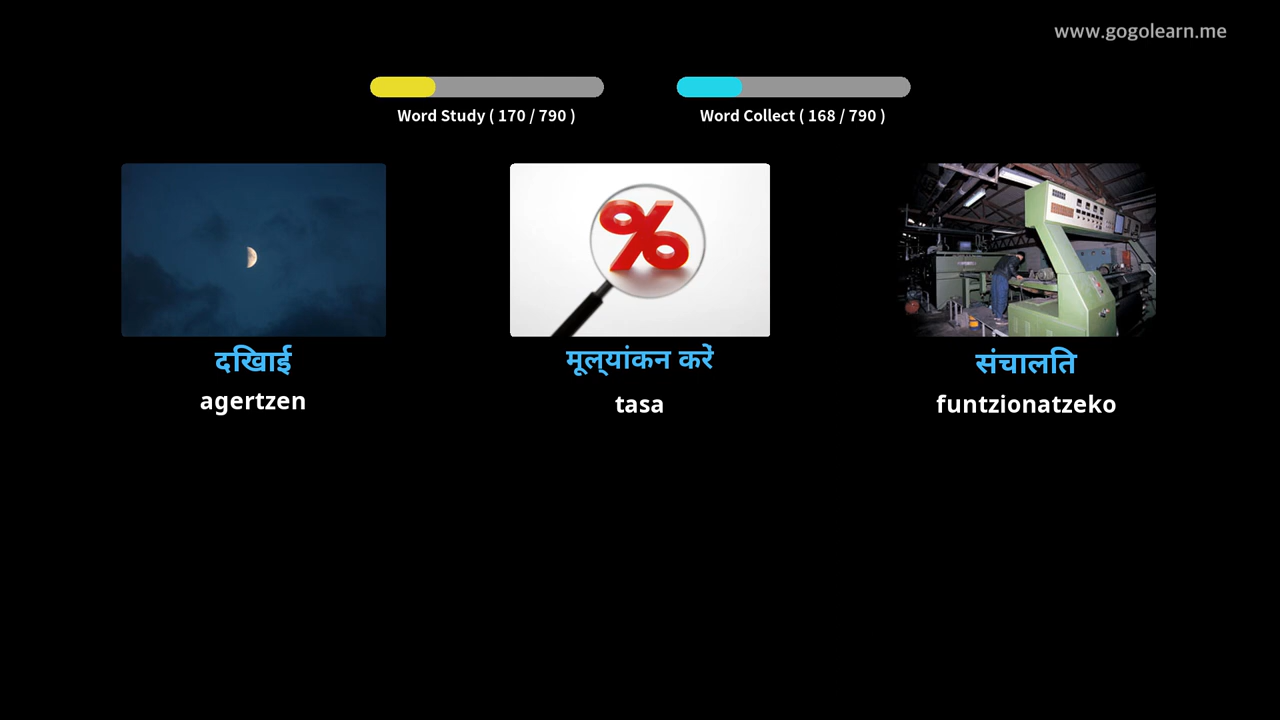 www.gogolearn.me
Word Study ( 170 / 790 )
Word Collect ( 168 / 790 )
दखिाई
मूल्यांकन करें
संचालति
agertzen
tasa
funtzionatzeko
%